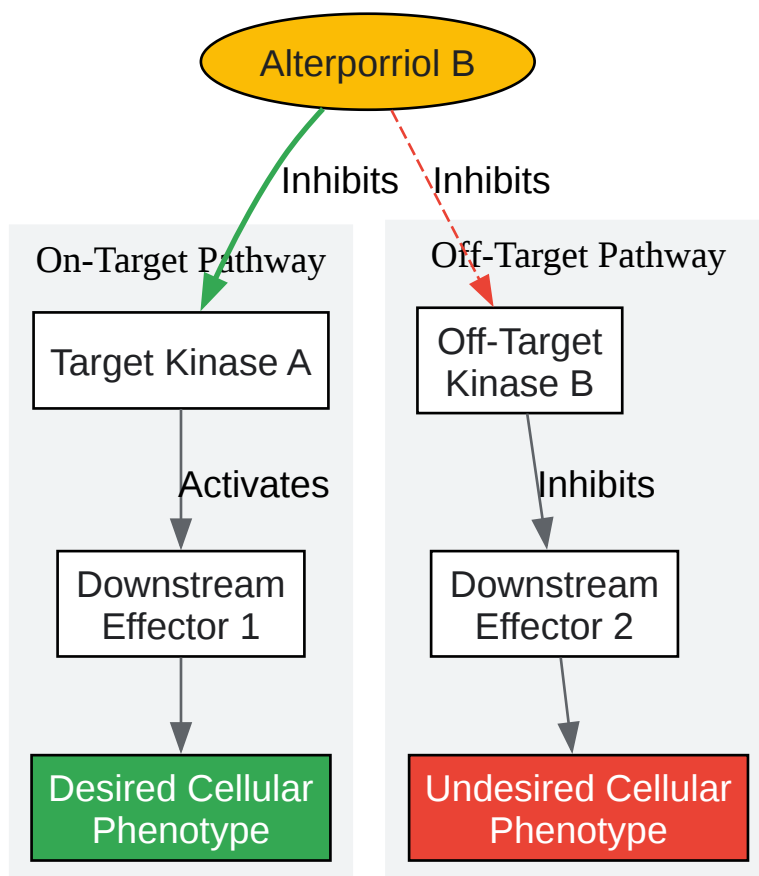 Alterporriol B
Inhibits
Inhibits
On-Target Pathway
Off-Target Pathway
Target Kinase A
Off-Target
Kinase B
Activates
Inhibits
Downstream
Effector 1
Downstream
Effector 2
Desired Cellular
Phenotype
Undesired Cellular
Phenotype